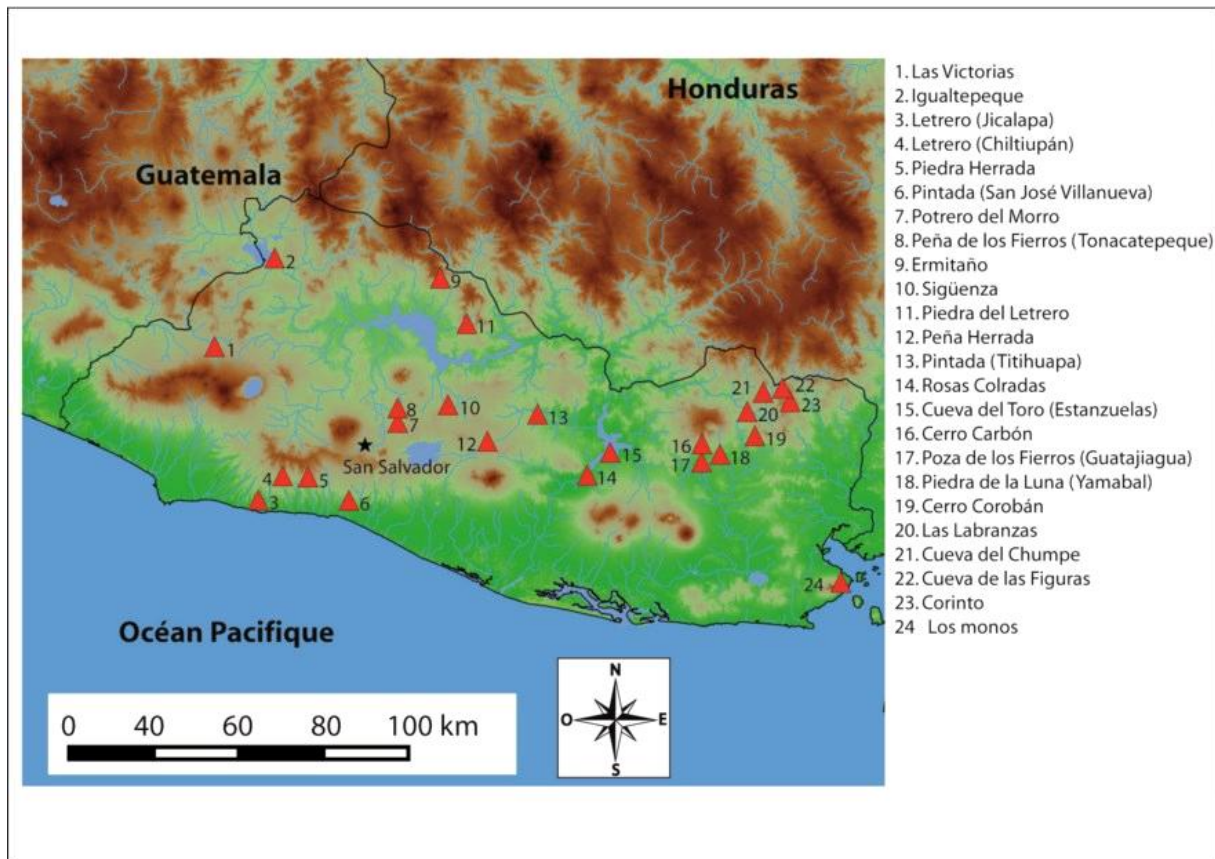 Honduras
Guatemala
2
9
11
1
21
22
23
8
10
13
20
7
12
19
16
San Salvador
15
18
17
4
5
14
3
6
24
Océan Pacifique
0 40 60 80 100 km
N
O E
S
1. Las Victorias
2. Igualtepeque
3. Letrero (Jicalapa)
4. Letrero (Chiltiupán)
5. Piedra Herrada
6. Pintada (San José Villanueva)
7. Potrero del Morro
8. Peña de los Fierros (Tonacatepeque)
9. Ermitaño
10. Sigüenza
11. Piedra del Letrero
12. Peña Herrada
13. Pintada (Titihuapa)
14. Rosas Colradas
15. Cueva del Toro (Estanzuelas)
16. Cerro Carbón
17. Poza de los Fierros (Guatajiagua)
18. Piedra de la Luna (Yamabal)
19. Cerro Corobán
20. Las Labranzas
21. Cueva del Chumpe
22. Cueva de las Figuras
23. Corinto
24 Los monos